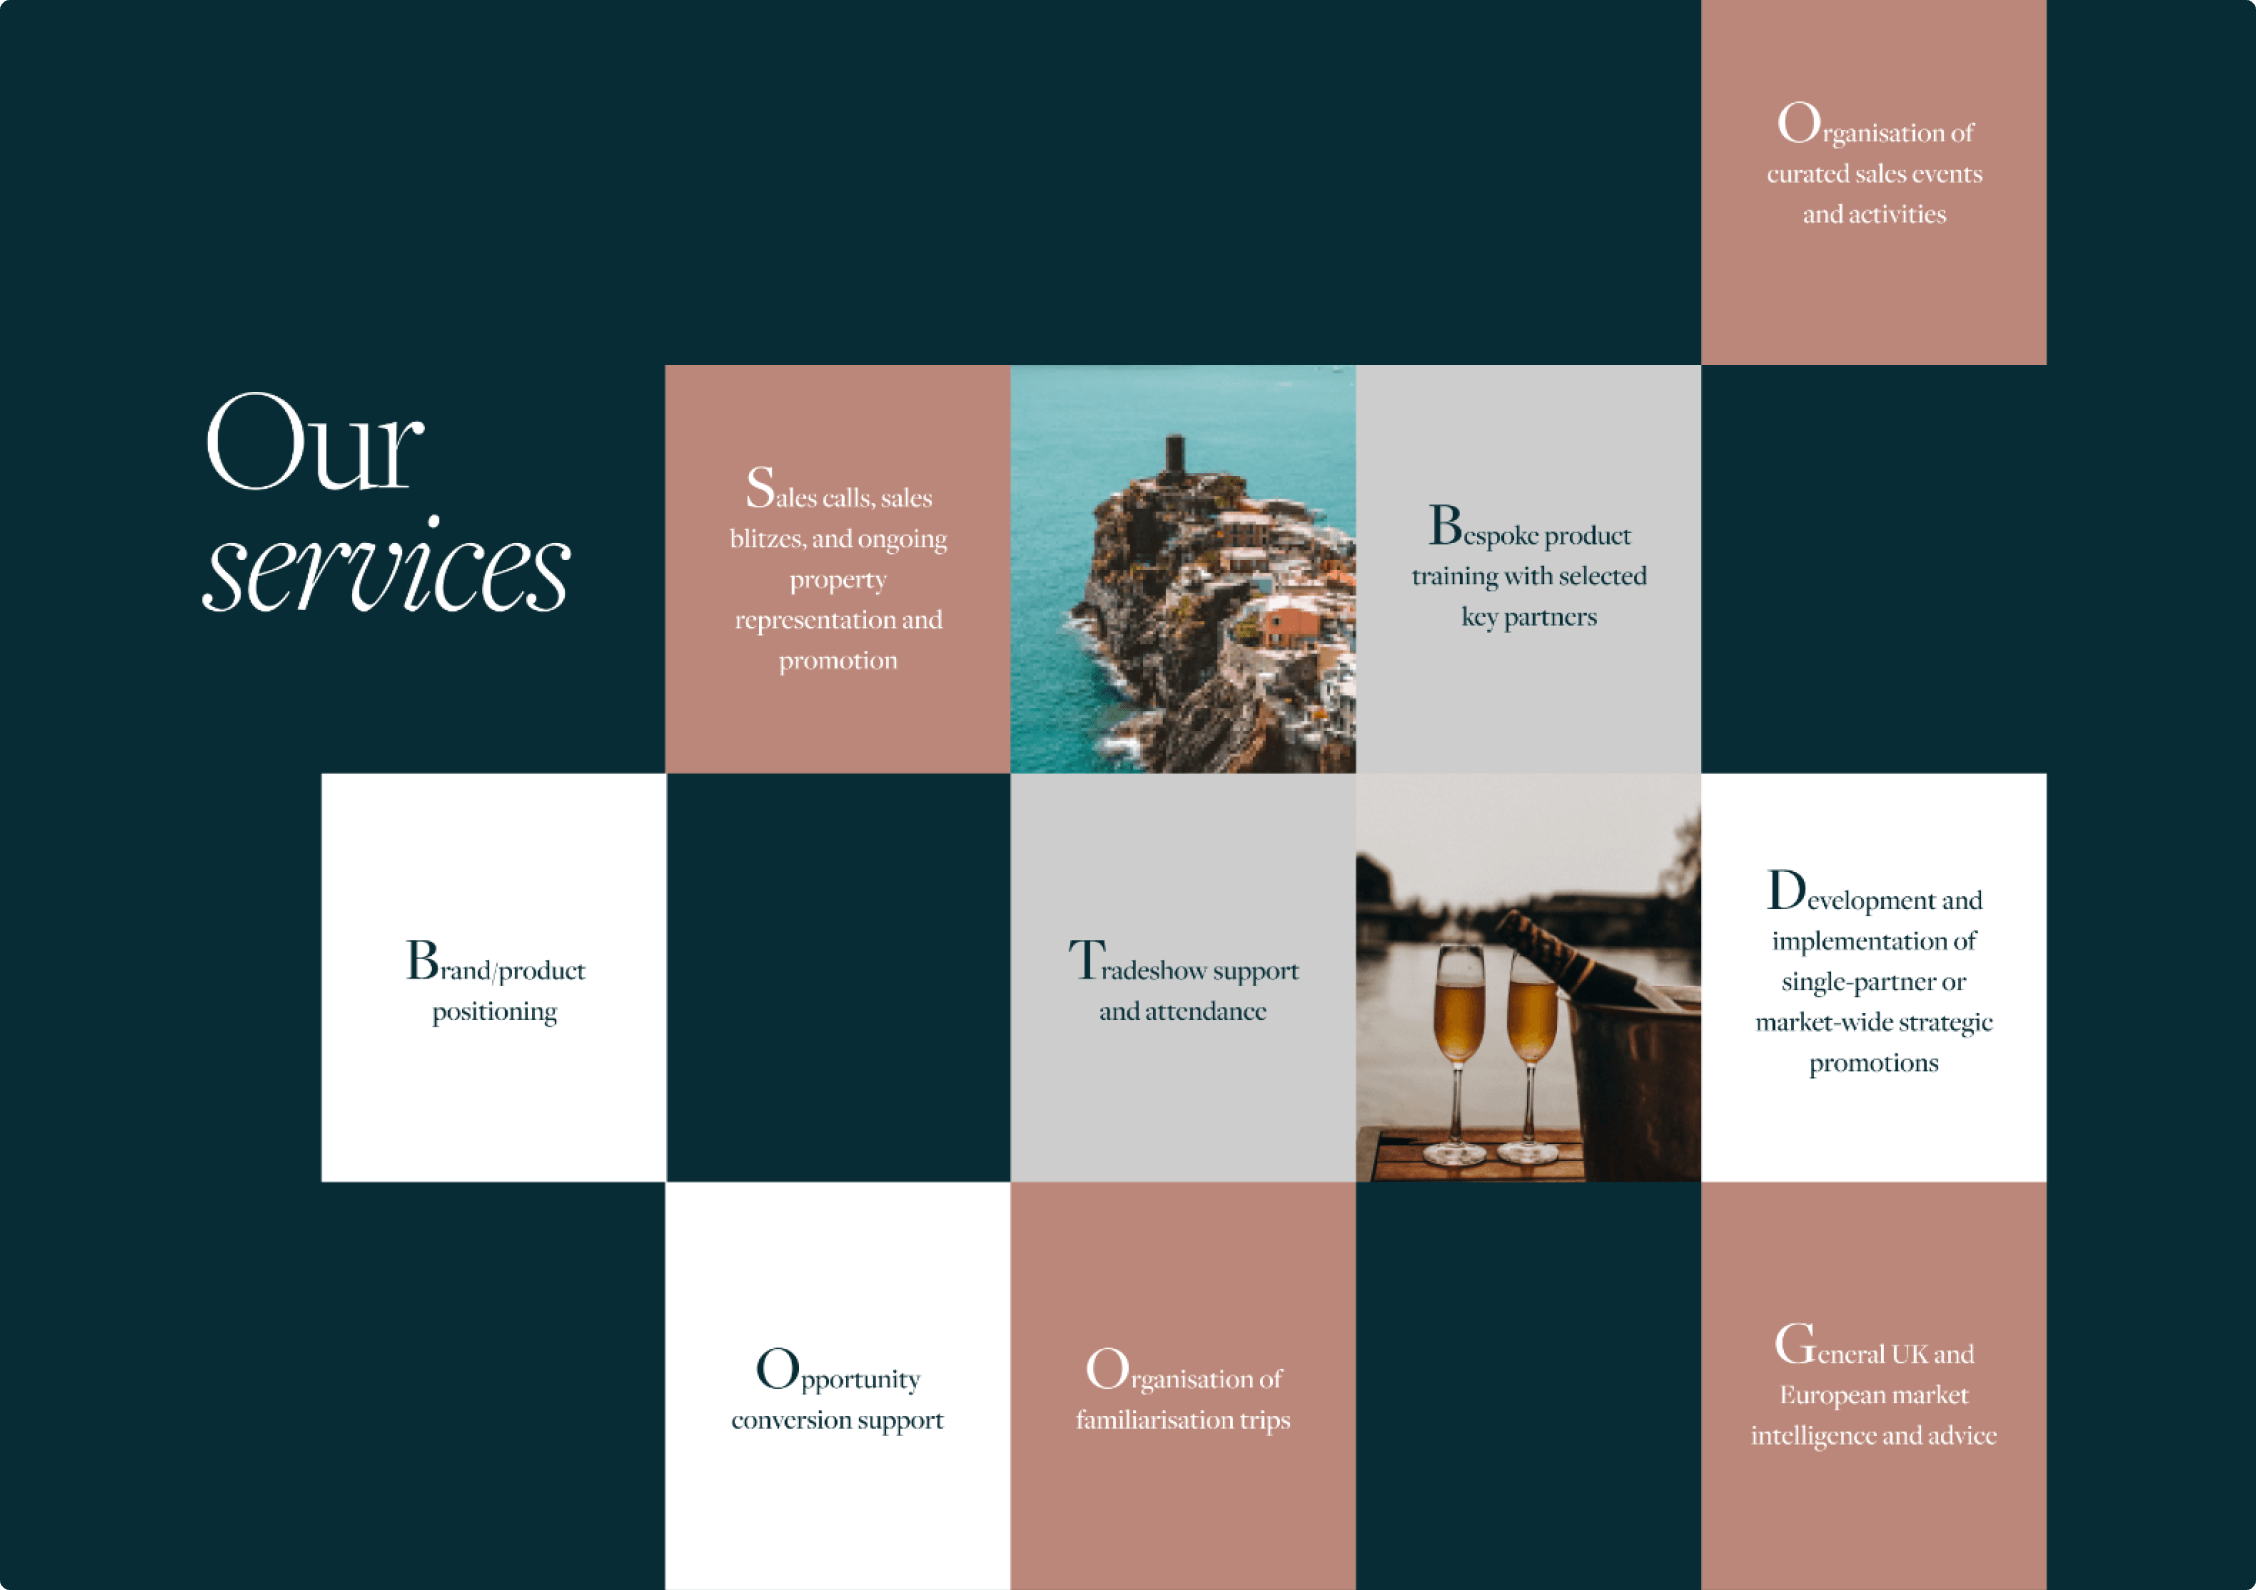 Our
services
Organisation of
curated sales events
and activities
Sales calls, sales
blitzes, and ongoing
property
representation and
promotion
Bespoke product
training with selected
key partners
Brand/product
positioning
Tradeshow support
and attendance
Development and
implementation of
single-partner or
market-wide strategic
promotions
Opportunity
conversion support
Organisation of
familiarisation trips
General UK and
European market
intelligence and advice